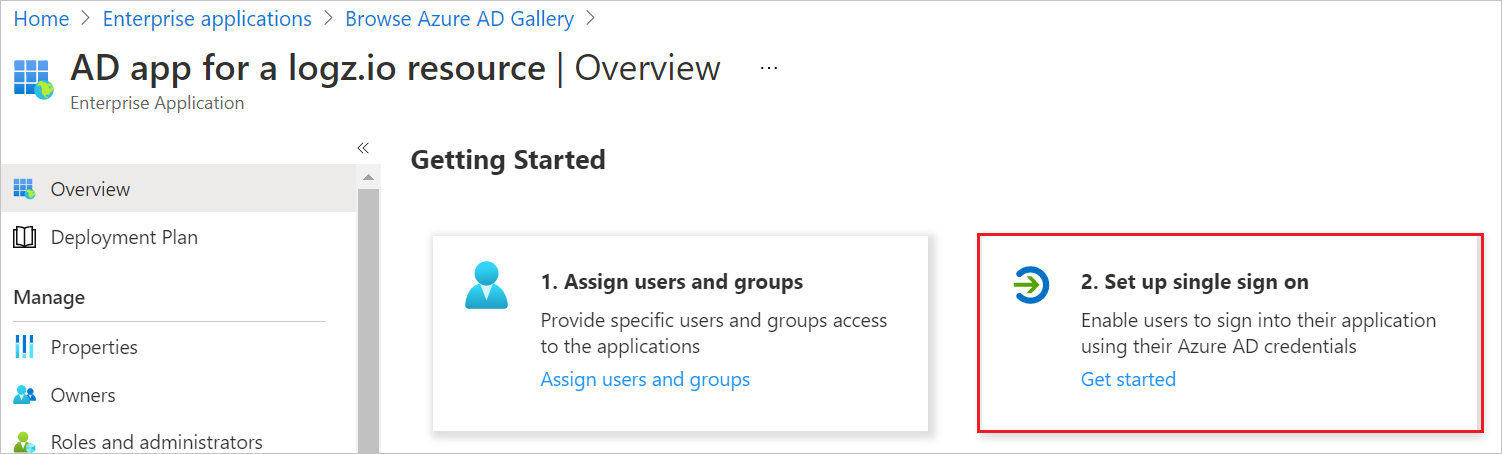 Home > Enterprise applications > Browse Azure AD Gallery >
AD app for a logz.io resource | Overview ...
Enterprise Application
«
Overview
Deployment Plan
Manage
Properties
Owners
Roles and administrators
Getting Started
1. Assign users and groups
Provide specific users and groups access
to the applications
Assign users and groups
2. Set up single sign on
Enable users to sign into their application
using their Azure AD credentials
Get started